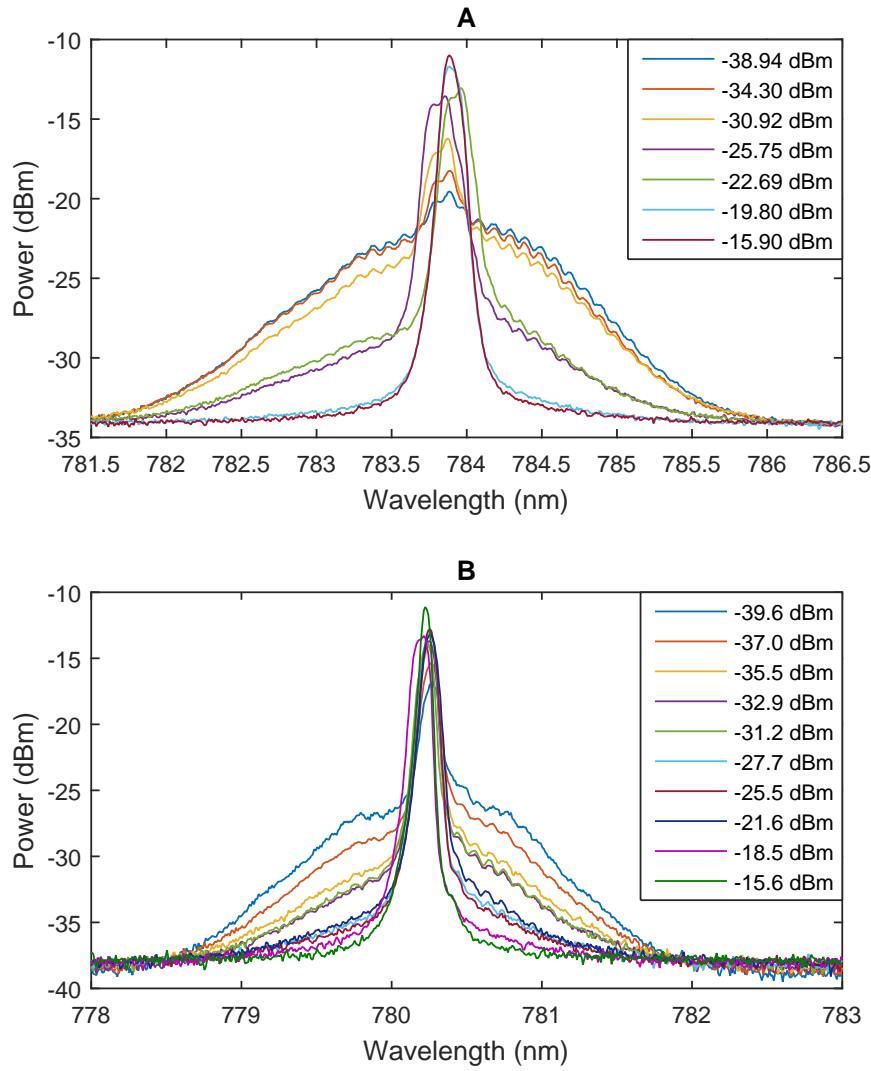 A
-10
-15
-20
-25
-30
-35
Power (dBm)
-38.94 dBm
-34.30 dBm
-30.92 dBm
-25.75 dBm
-22.69 dBm
-19.80 dBm
-15.90 dBm
781.5 782 782.5 783 783.5 784 784.5 785 785.5 786 786.5
Wavelength (nm)
B
-10
-15
-20
-25
-30
-35
-40
Power (dBm)
-39.6 dBm
-37.0 dBm
-35.5 dBm
-32.9 dBm
-31.2 dBm
-27.7 dBm
-25.5 dBm
-21.6 dBm
-18.5 dBm
-15.6 dBm
778 779 780 781 782 783
Wavelength (nm)